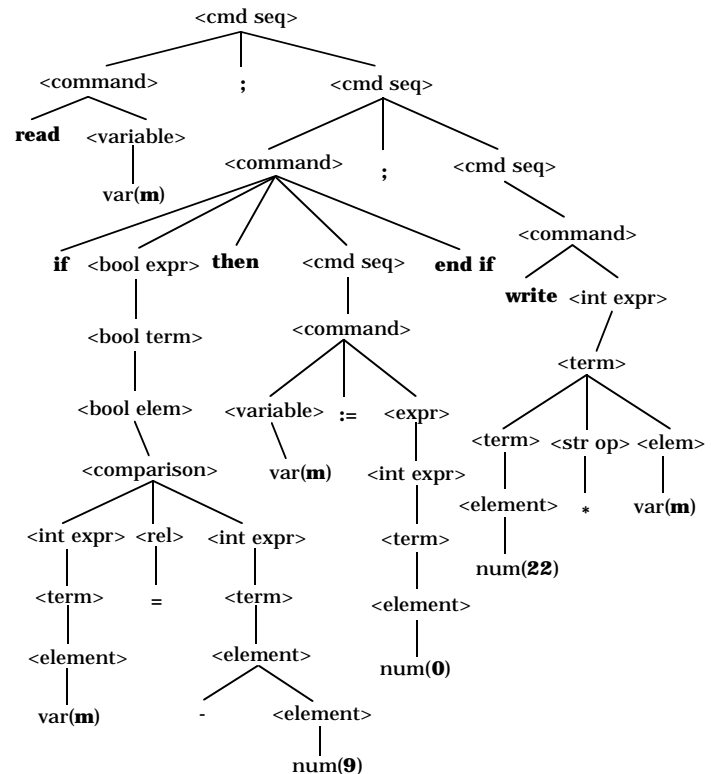 <cmd seq>
<command> ; <cmd seq>
read <variable>
<command> ; <cmd seq>
var(m)
<command>
if <bool expr> then <cmd seq> end if
write <int expr>
<bool term> <command>
<term>
<bool elem> <variable> := <expr>
<term> <str op> <elem>
<comparison> var(m) <int expr>
<element> * var(m)
<int expr> <rel> <int expr> <term>
num(22)
<term> = <term> <element>
<element> <element>
num(0)
var(m) - <element>
num(9)